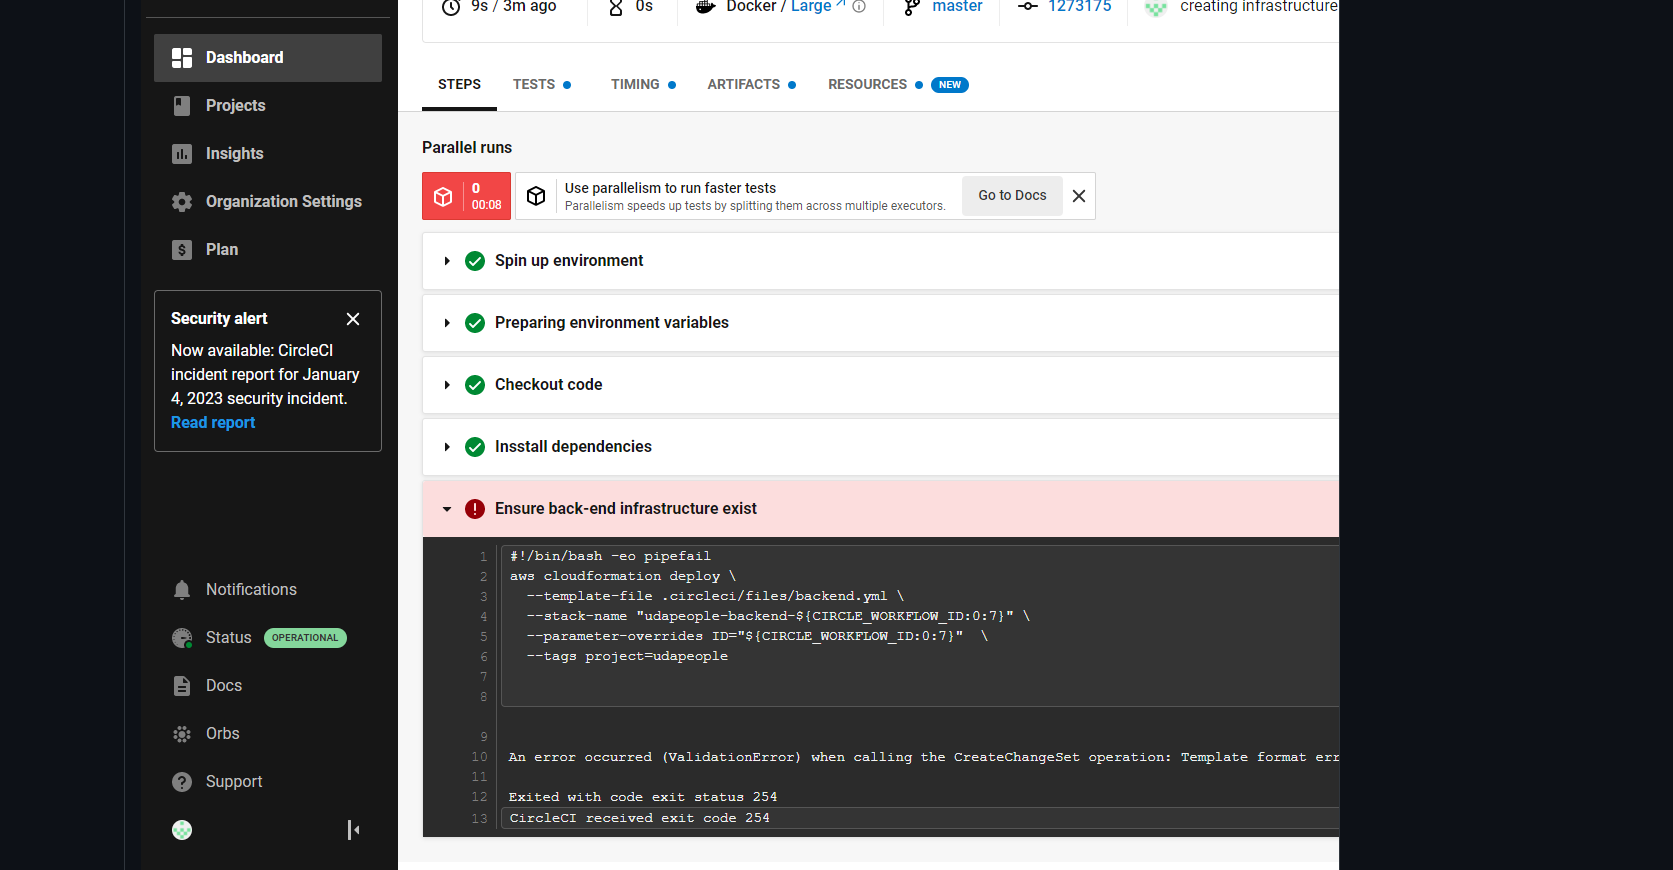 Dashboard
Projects
Insights
Organization Settings
Plan
Security alert
Now available: CircleCI
incident report for January
4, 2023 security incident.
Read report
Notifications
Status OPERATIONAL
Docs
Orbs
Support
9s / 3m ago
0s
Docker / Large
master
1273175
creating infrastructure
STEPS TESTS TIMING ARTIFACTS RESOURCES NEW
Parallel runs
0
00:08
Use parallelism to run faster tests
Parallelism speeds up tests by splitting them across multiple executors.
Go to Docs
Spin up environment
Preparing environment variables
Checkout code
Insstall dependencies
Ensure back-end infrastructure exist
1 #!/bin/bash -eo pipefail
2 aws cloudformation deploy \
3 --template-file .circleci/files/backend.yml \
4 --stack-name "udapeople-backend-${CIRCLE_WORKFLOW_ID:0:7}" \
5 --parameter-overrides ID="${CIRCLE_WORKFLOW_ID:0:7}" \
6 --tags project=udapeople
7
8
9
10 An error occurred (ValidationError) when calling the CreateChangeSet operation: Template format err
11
12 Exited with code exit status 254
13 CircleCI received exit code 254